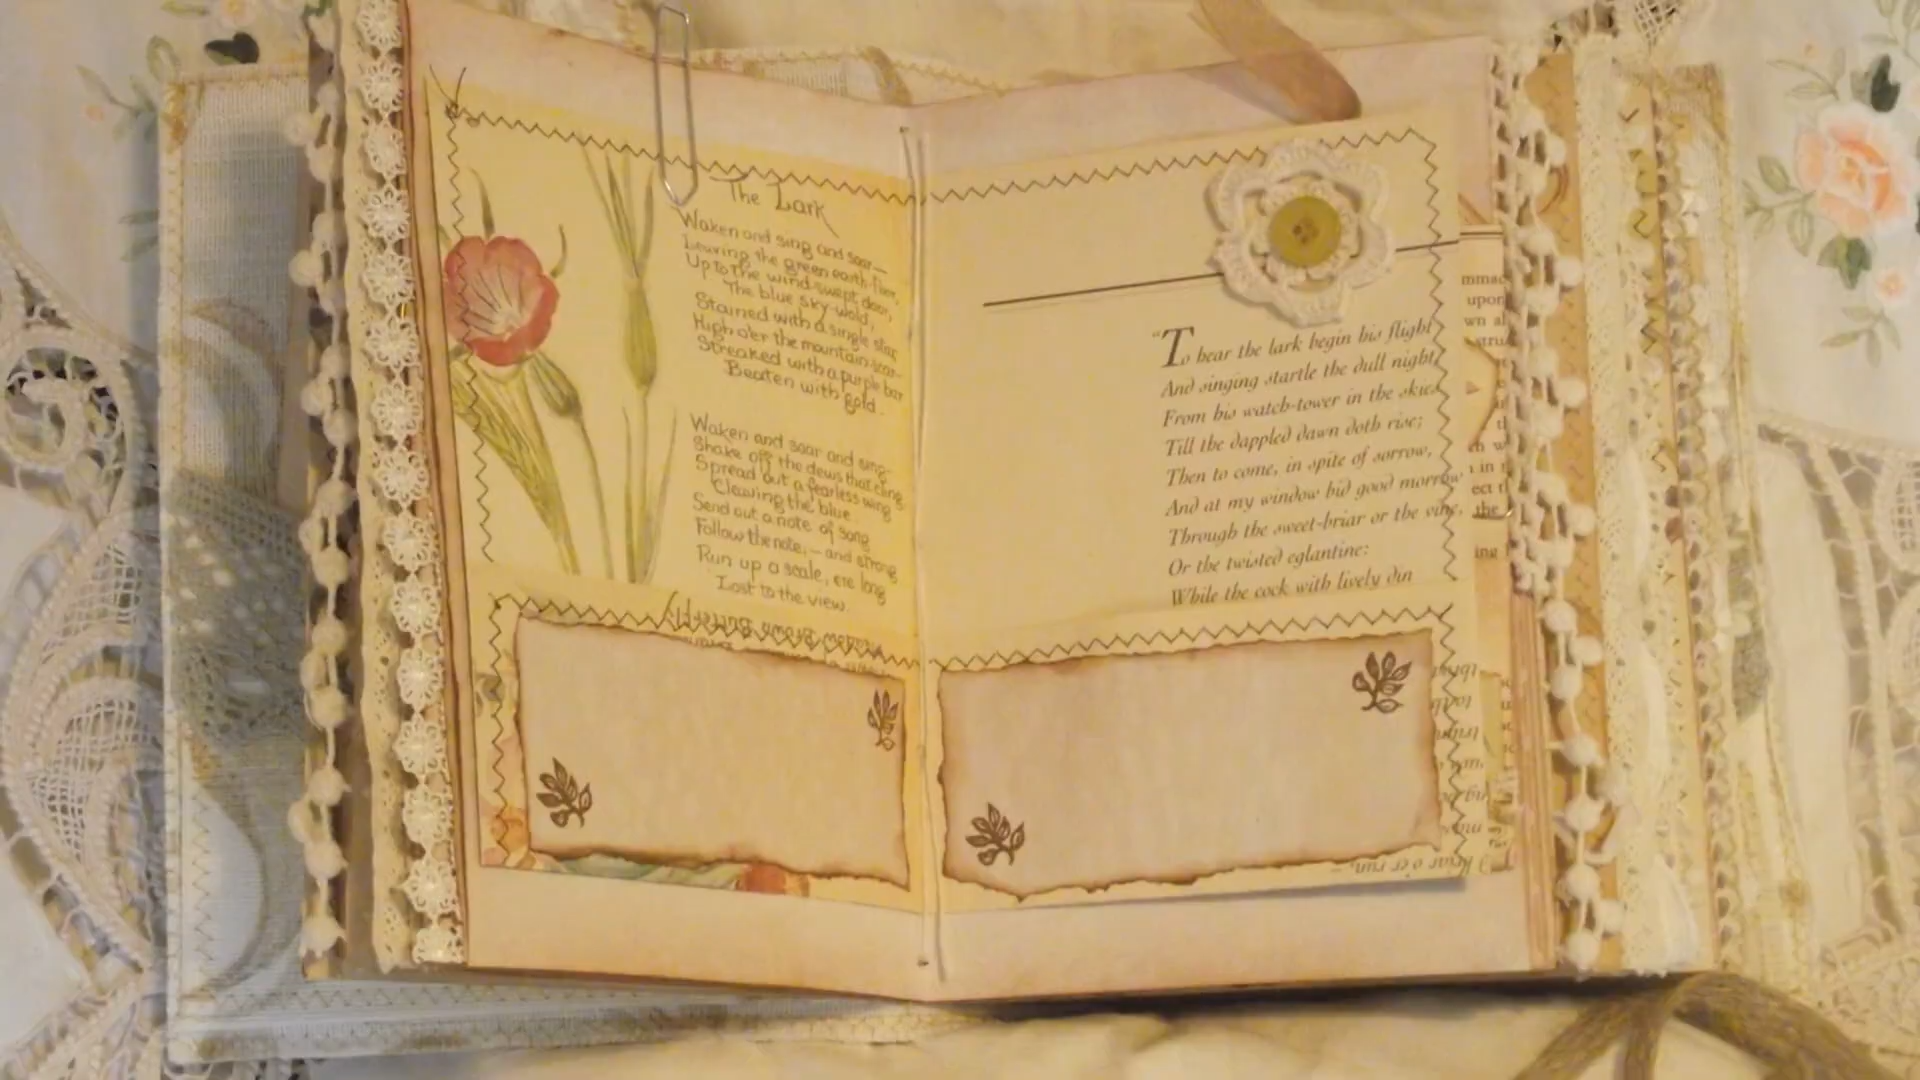 The Lark
Waken and sing and soar—
Leaving the green earth-floor,
Up to the wind-swept door,
The blue sky-wold,
Stained with a single star
High o'er the mountain-scar
Streaked with a purple bar
Beaten with gold.
Waken and soar and sing
Shake off the dews that cling
Spread out a fearless wing
Cleaving the blue.
Send out a note of song
Follow the note, — and strong
Run up a scale, ere long
Lost to the view.
Meadow Brown Butterfly
"To hear the lark begin his flight
And singing startle the dull night
From his watch-tower in the skies
Till the dappled dawn doth rise;
Then to come, in spite of sorrow,
And at my window bid good morrow
Through the sweet-briar or the vine,
Or the twisted eglantine:
While the cock with lively din
upon
the